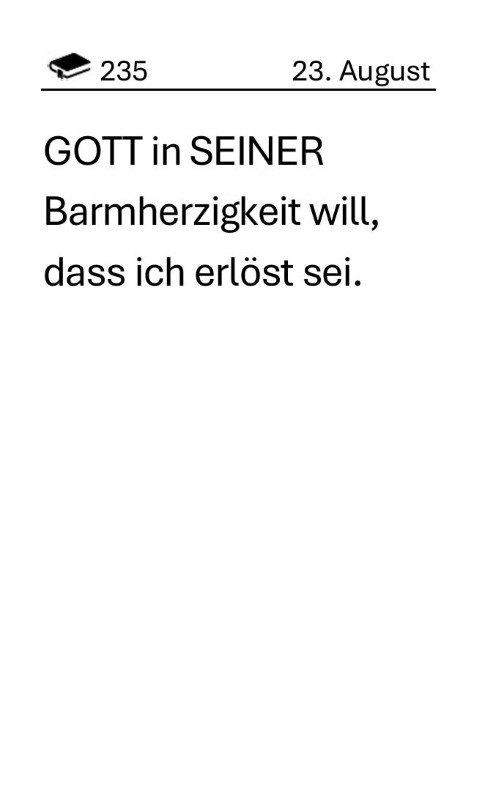 235 23. August
GOTT in SEINER
Barmherzigkeit will,
dass ich erlöst sei.